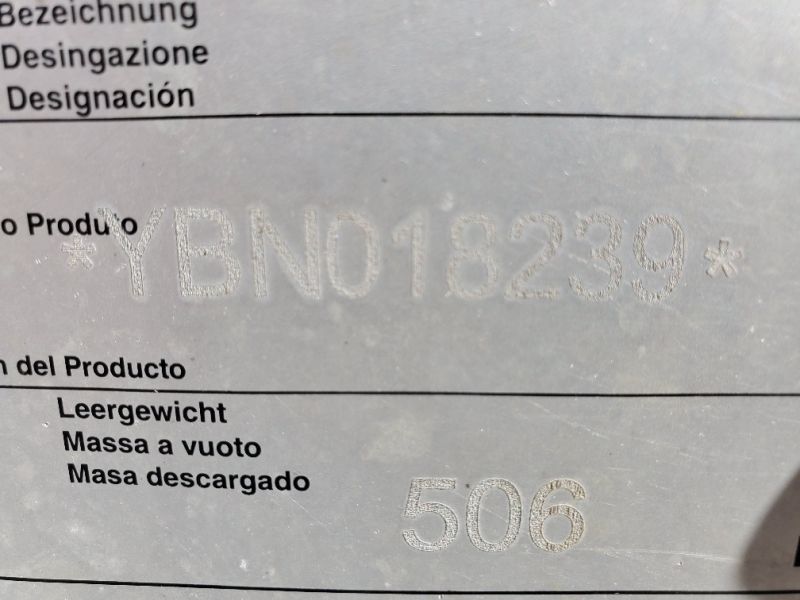 Bezeichnung
Desingazione
Designación
o Produto
*YBN018239*
n del Producto
Leergewicht
Massa a vuoto
Masa descargado
506